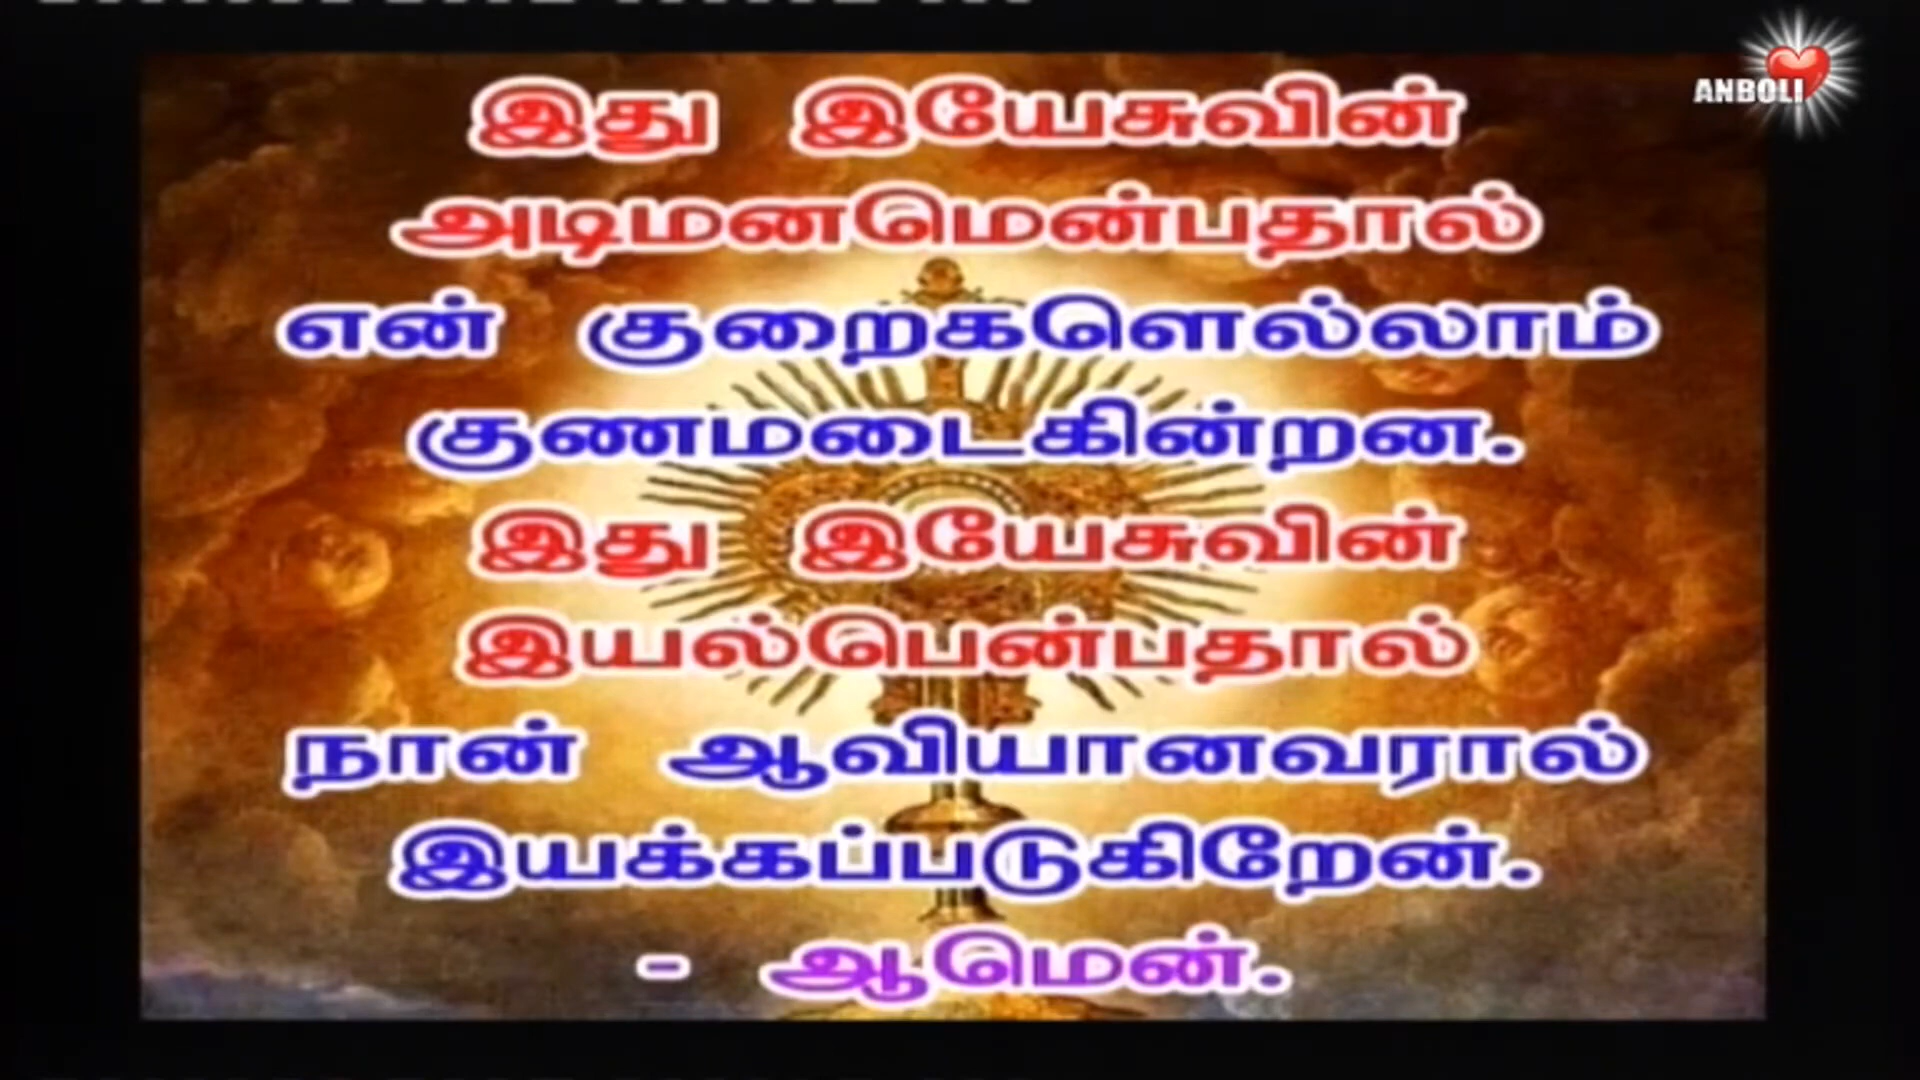 ANBOLI
இது இயேசுவின்
அடிமனமென்பதால்
என் குறைகளெல்லாம்
குணமடைகின்றன.
இது இயேசுவின்
இயல்பென்பதால்
நான் ஆவியானவரால்
இயக்கப்படுகிறேன்.
- ஆமென்.